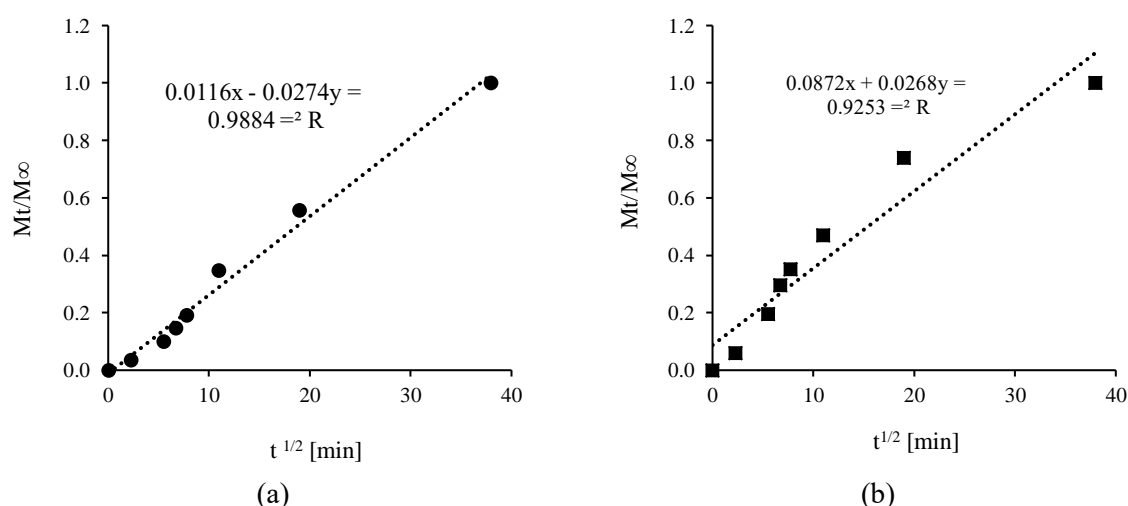 1.2
1.0
0.8
0.6
0.4
0.2
0.0
Mt/M∞
0.0116x - 0.0274y =
0.9884 =² R
0 10 20 30 40
t ¹/² [min]
(a)
1.2
1.0
0.8
0.6
0.4
0.2
0.0
Mt/M∞
0.0872x + 0.0268y =
0.9253 =² R
0 10 20 30 40
t¹/² [min]
(b)